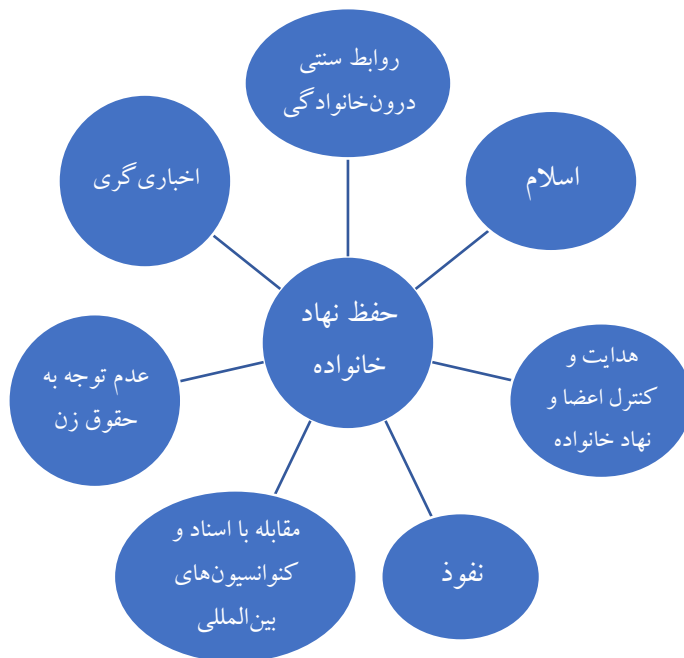 روابط سنتی
درون‌خانوادگی
اسلام
اخباری‌گری
حفظ نهاد
خانواده
هدایت و
کنترل اعضا و
نهاد خانواده
عدم توجه به
حقوق زن
مقابله با اسناد و
کنوانسیون‌های
بین‌المللی
نفوذ